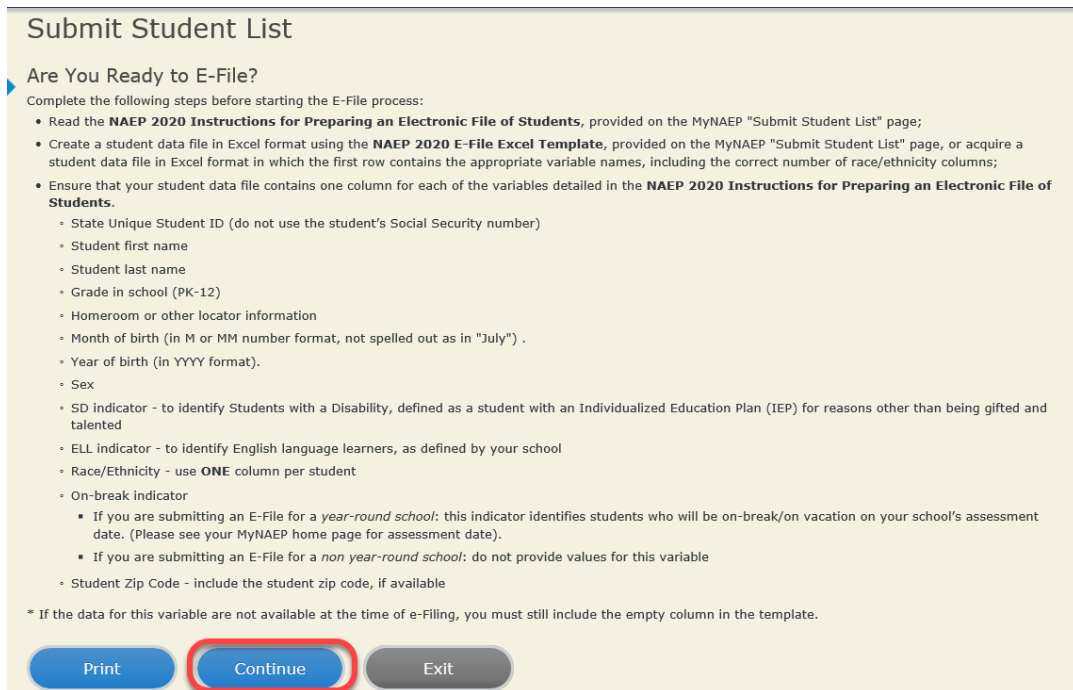 Submit Student List
Are You Ready to E-File?
Complete the following steps before starting the E-File process:
• Read the NAEP 2020 Instructions for Preparing an Electronic File of Students, provided on the MyNAEP "Submit Student List" page;
• Create a student data file in Excel format using the NAEP 2020 E-File Excel Template, provided on the MyNAEP "Submit Student List" page, or acquire a
student data file in Excel format in which the first row contains the appropriate variable names, including the correct number of race/ethnicity columns;
• Ensure that your student data file contains one column for each of the variables detailed in the NAEP 2020 Instructions for Preparing an Electronic File of
Students.
◦ State Unique Student ID (do not use the student’s Social Security number)
◦ Student first name
◦ Student last name
◦ Grade in school (PK-12)
◦ Homeroom or other locator information
◦ Month of birth (in M or MM number format, not spelled out as in "July") .
◦ Year of birth (in YYYY format).
◦ Sex
◦ SD indicator - to identify Students with a Disability, defined as a student with an Individualized Education Plan (IEP) for reasons other than being gifted and
talented
◦ ELL indicator - to identify English language learners, as defined by your school
◦ Race/Ethnicity - use ONE column per student
◦ On-break indicator
▪ If you are submitting an E-File for a year-round school: this indicator identifies students who will be on-break/on vacation on your school’s assessment
date. (Please see your MyNAEP home page for assessment date).
▪ If you are submitting an E-File for a non year-round school: do not provide values for this variable
◦ Student Zip Code - include the student zip code, if available
* If the data for this variable are not available at the time of e-Filing, you must still include the empty column in the template.
Print Continue Exit